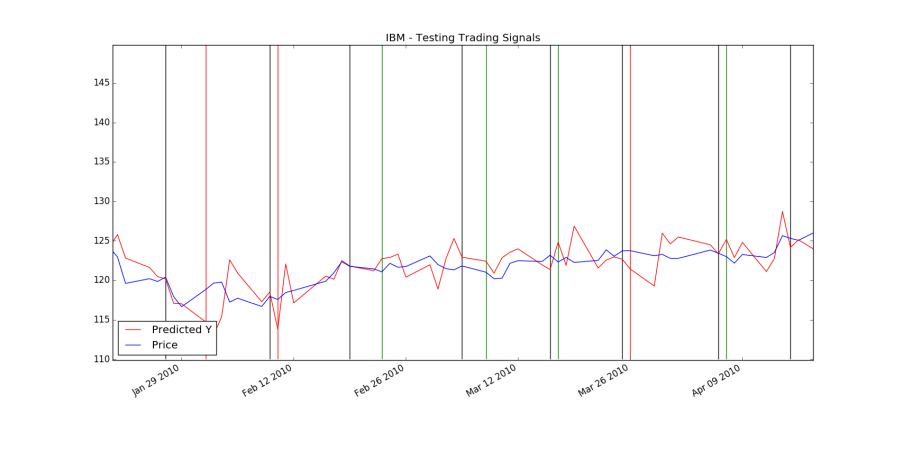 IBM - Testing Trading Signals
145
140
135
130
125
120
115
110
Predicted Y
Price
Jan 29 2010
Feb 12 2010
Feb 26 2010
Mar 12 2010
Mar 26 2010
Apr 09 2010